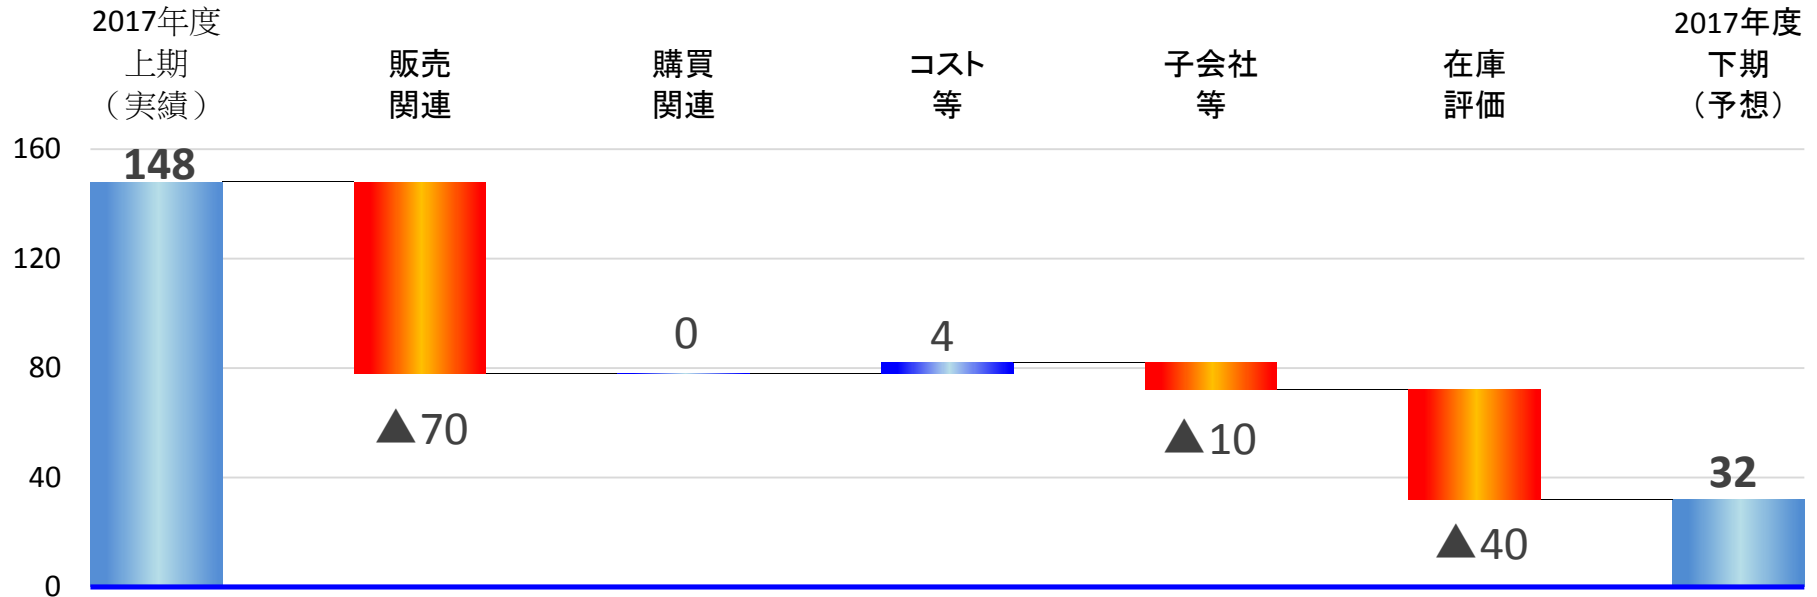 2017年度
上期
（実績）
販売
関連
購買
関連
コスト
等
子会社
等
在庫
評価
2017年度
下期
（予想）
160
120
80
40
0
148
▲70
0
4
▲10
▲40
32